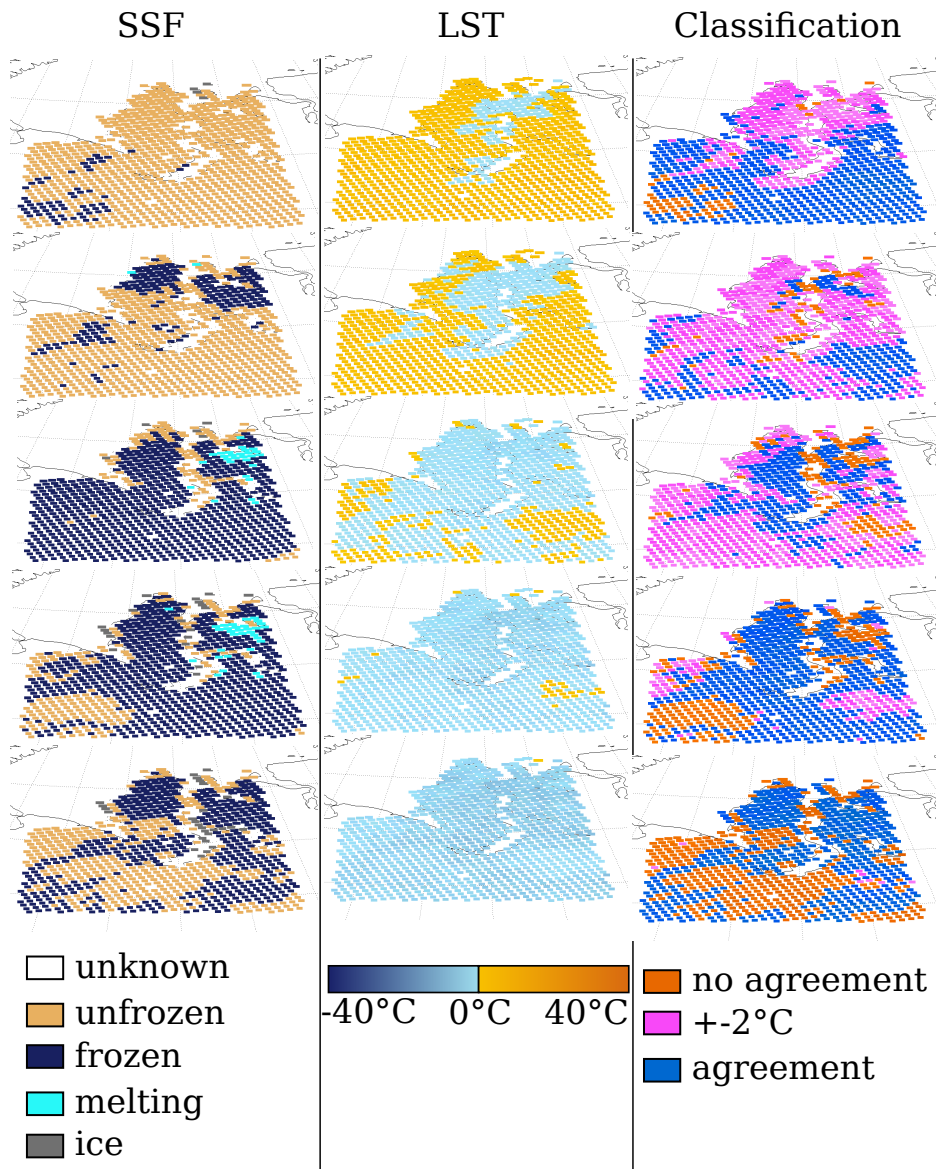 SSF LST Classification
unknown
unfrozen
frozen
melting
ice
-40°C 0°C 40°C
no agreement
+-2°C
agreement